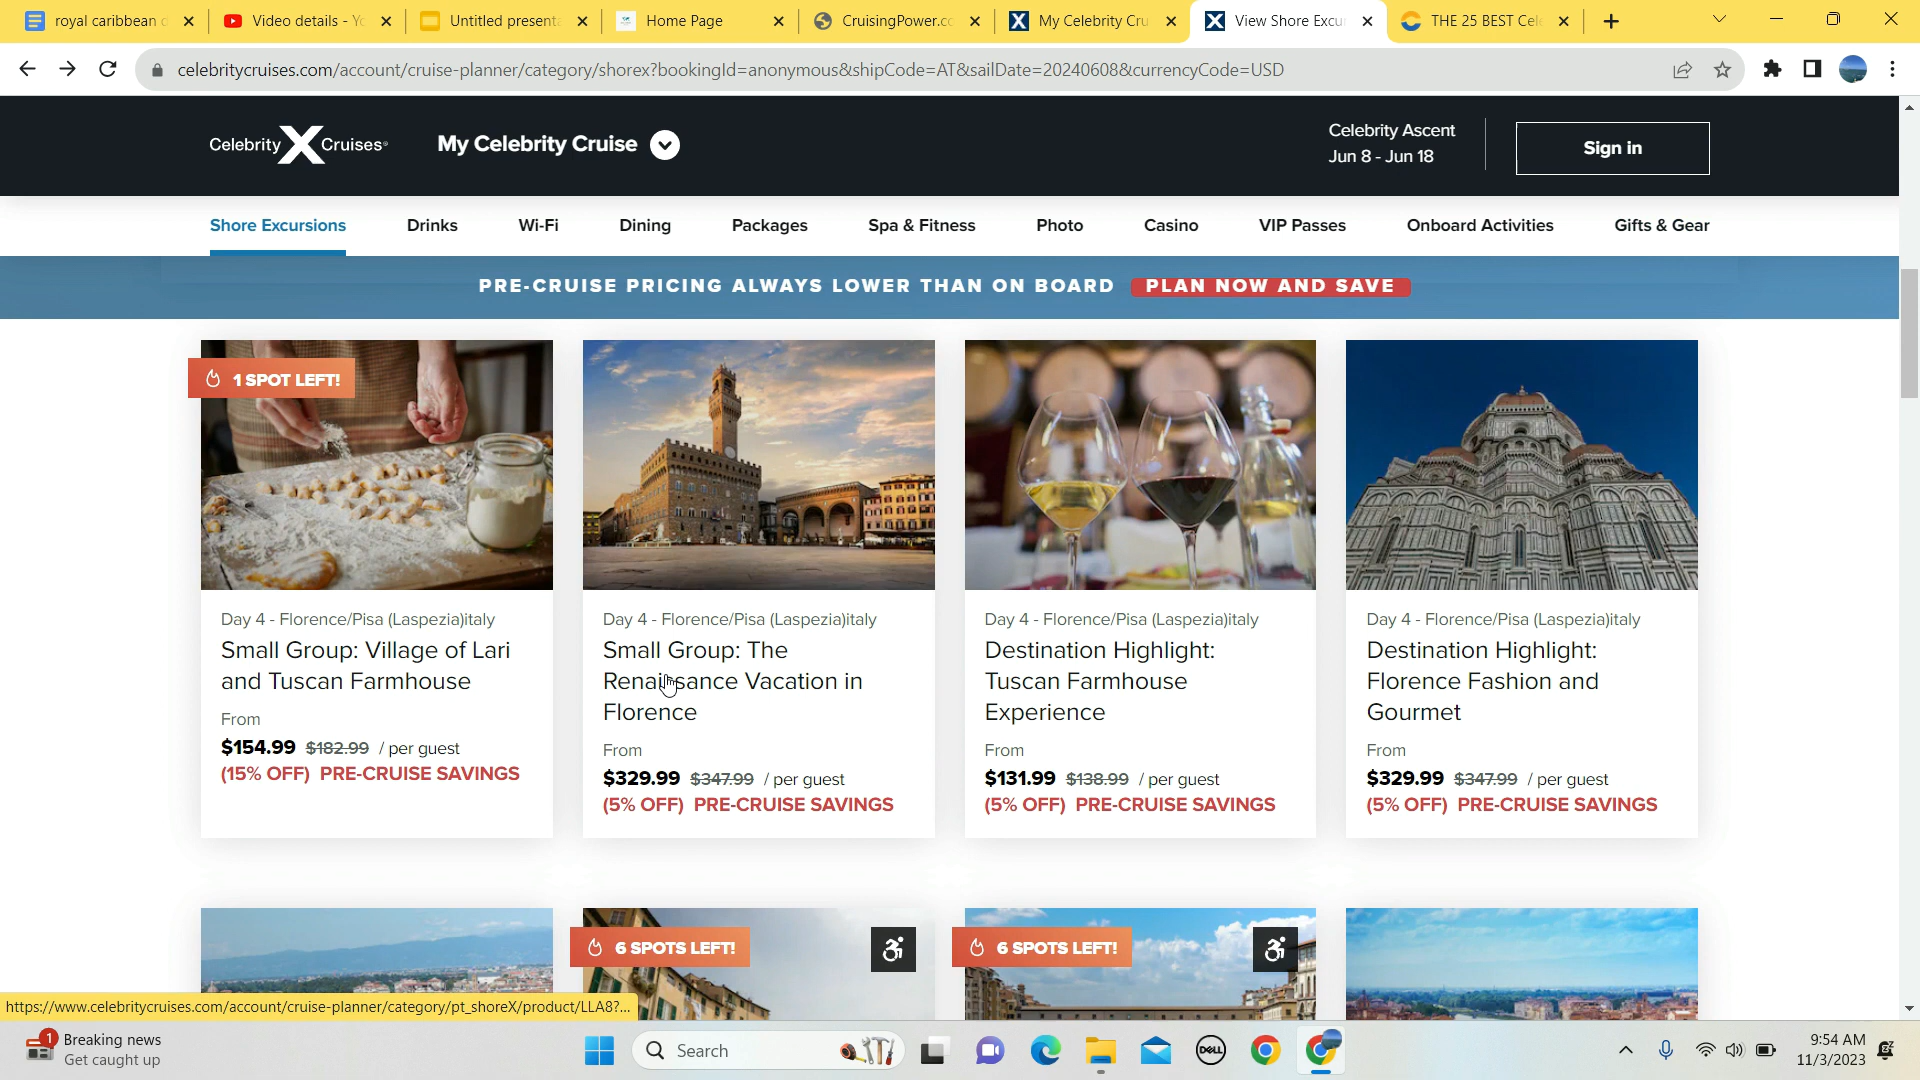 royal caribbean c
Video details - Yo
Untitled present
Home Page
CruisingPower.co
My Celebrity Cru
View Shore Excur
THE 25 BEST Cel
celebritycruises.com/account/cruise-planner/category/shorex?bookingId=anonymous&shipCode=AT&sailDate=20240608&currencyCode=USD
Celebrity X Cruises®
My Celebrity Cruise
Celebrity Ascent
Jun 8 - Jun 18
Sign in
Shore Excursions
Drinks
Wi-Fi
Dining
Packages
Spa & Fitness
Photo
Casino
VIP Passes
Onboard Activities
Gifts & Gear
PRE-CRUISE PRICING ALWAYS LOWER THAN ON BOARD PLAN NOW AND SAVE
1 SPOT LEFT!
Day 4 - Florence/Pisa (Laspezia)italy
Small Group: Village of Lari
and Tuscan Farmhouse
From
$154.99 $182.99 / per guest
(15% OFF) PRE-CRUISE SAVINGS
Day 4 - Florence/Pisa (Laspezia)italy
Small Group: The
Renaissance Vacation in
Florence
From
$329.99 $347.99 / per guest
(5% OFF) PRE-CRUISE SAVINGS
Day 4 - Florence/Pisa (Laspezia)italy
Destination Highlight:
Tuscan Farmhouse
Experience
From
$131.99 $138.99 / per guest
(5% OFF) PRE-CRUISE SAVINGS
Day 4 - Florence/Pisa (Laspezia)italy
Destination Highlight:
Florence Fashion and
Gourmet
From
$329.99 $347.99 / per guest
(5% OFF) PRE-CRUISE SAVINGS
6 SPOTS LEFT!
6 SPOTS LEFT!
https://www.celebritycruises.com/account/cruise-planner/category/pt_shoreX/product/LLA8?...
1
Breaking news
Get caught up
Search
DELL
9:54 AM
11/3/2023